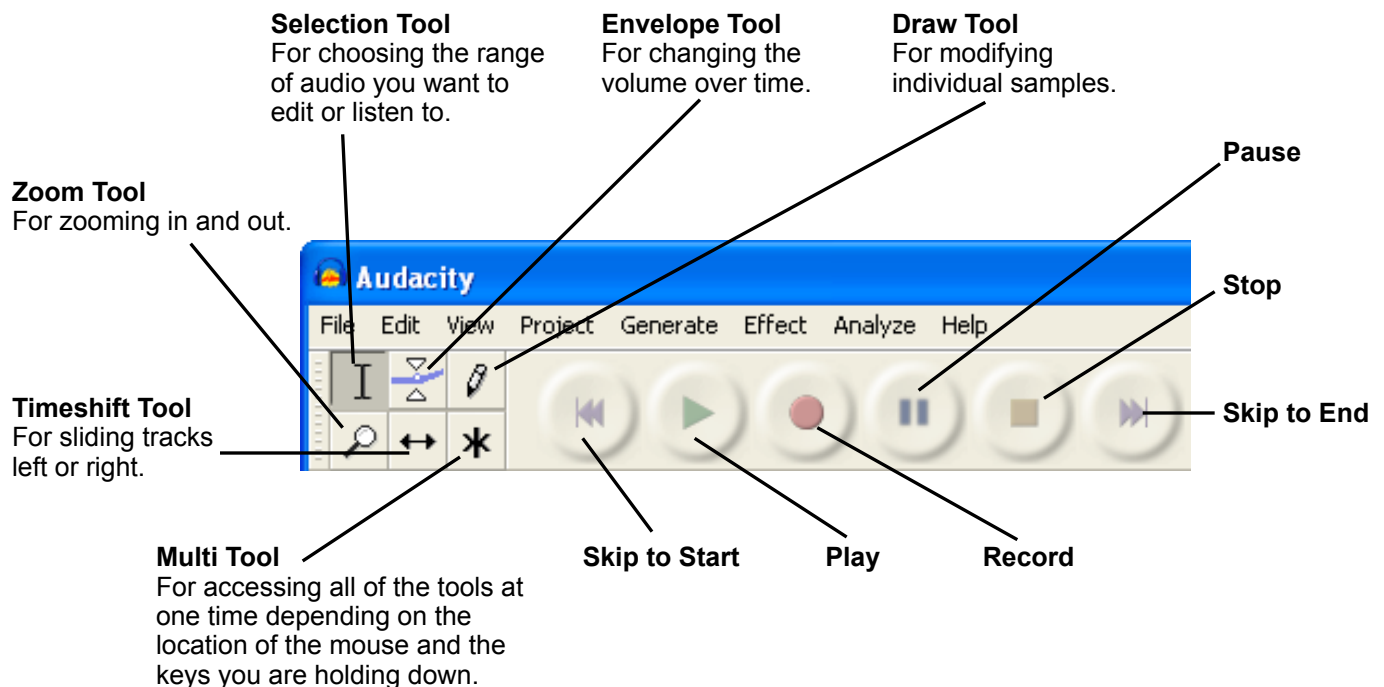 Selection Tool
For choosing the range
of audio you want to
edit or listen to.
Envelope Tool
For changing the
volume over time.
Draw Tool
For modifying
individual samples.
Pause
Zoom Tool
For zooming in and out.
Audacity
File Edit View Project Generate Effect Analyze Help
Stop
Timeshift Tool
For sliding tracks
left or right.
Skip to End
Multi Tool
For accessing all of the tools at
one time depending on the
location of the mouse and the
keys you are holding down.
Skip to Start
Play
Record